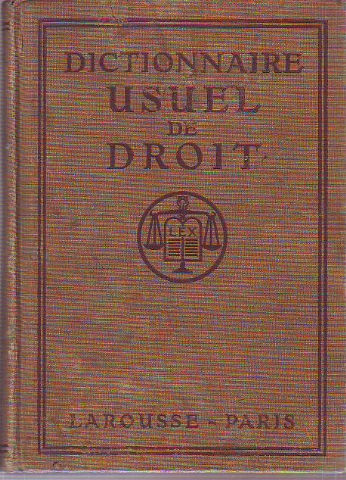 DICTIONNAIRE
USUEL
DE
DROIT
LEX
LAROUSSE - PARIS